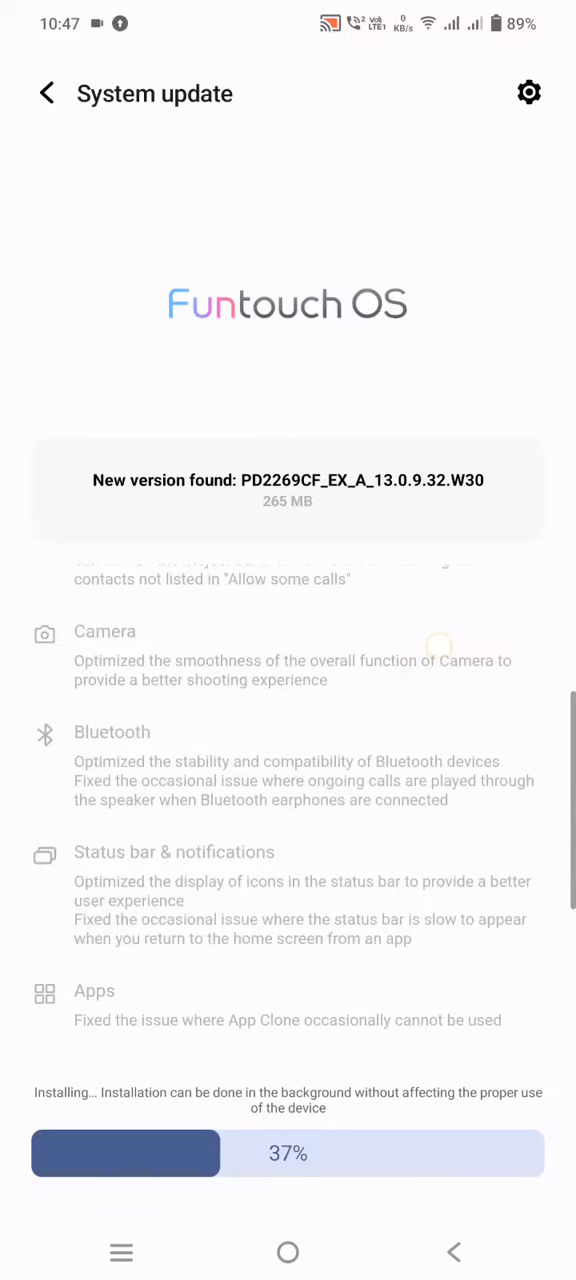 10:47
Vo) LTE1 0 KB/s 89%
System update
Funtouch OS
New version found: PD2269CF_EX_A_13.0.9.32.W30
265 MB
contacts not listed in "Allow some calls"
Camera
Optimized the smoothness of the overall function of Camera to
provide a better shooting experience
Bluetooth
Optimized the stability and compatibility of Bluetooth devices
Fixed the occasional issue where ongoing calls are played through
the speaker when Bluetooth earphones are connected
Status bar & notifications
Optimized the display of icons in the status bar to provide a better
user experience
Fixed the occasional issue where the status bar is slow to appear
when you return to the home screen from an app
Apps
Fixed the issue where App Clone occasionally cannot be used
Installing... Installation can be done in the background without affecting the proper use
of the device
37%